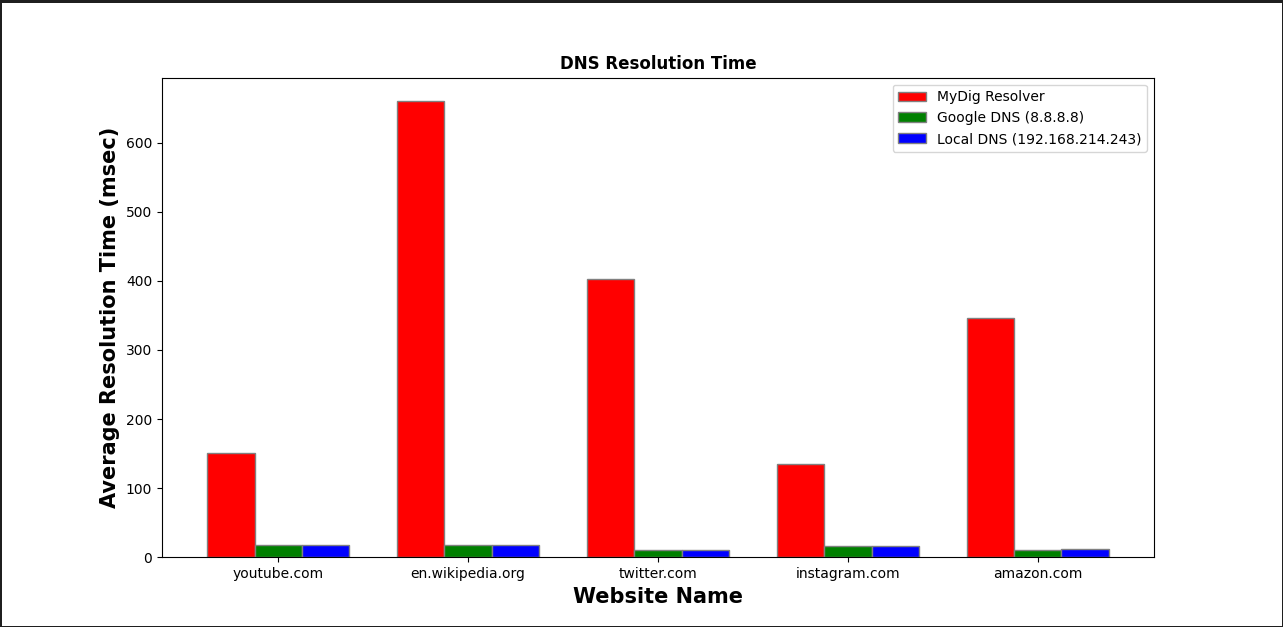 DNS Resolution Time
MyDig Resolver
Google DNS (8.8.8.8)
Local DNS (192.168.214.243)
Average Resolution Time (msec)
600
500
400
300
200
100
0
youtube.com
en.wikipedia.org
twitter.com
instagram.com
amazon.com
Website Name